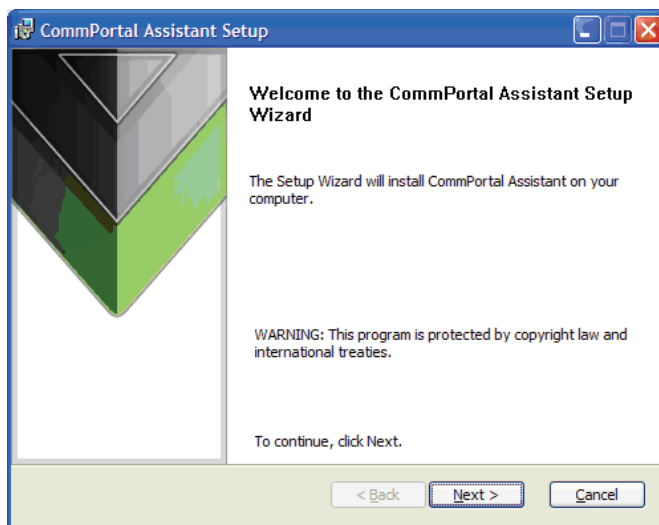 CommPortal Assistant Setup
Welcome to the CommPortal Assistant Setup
Wizard
The Setup Wizard will install CommPortal Assistant on your
computer.
WARNING: This program is protected by copyright law and
international treaties.
To continue, click Next.
< Back
Next >
Cancel